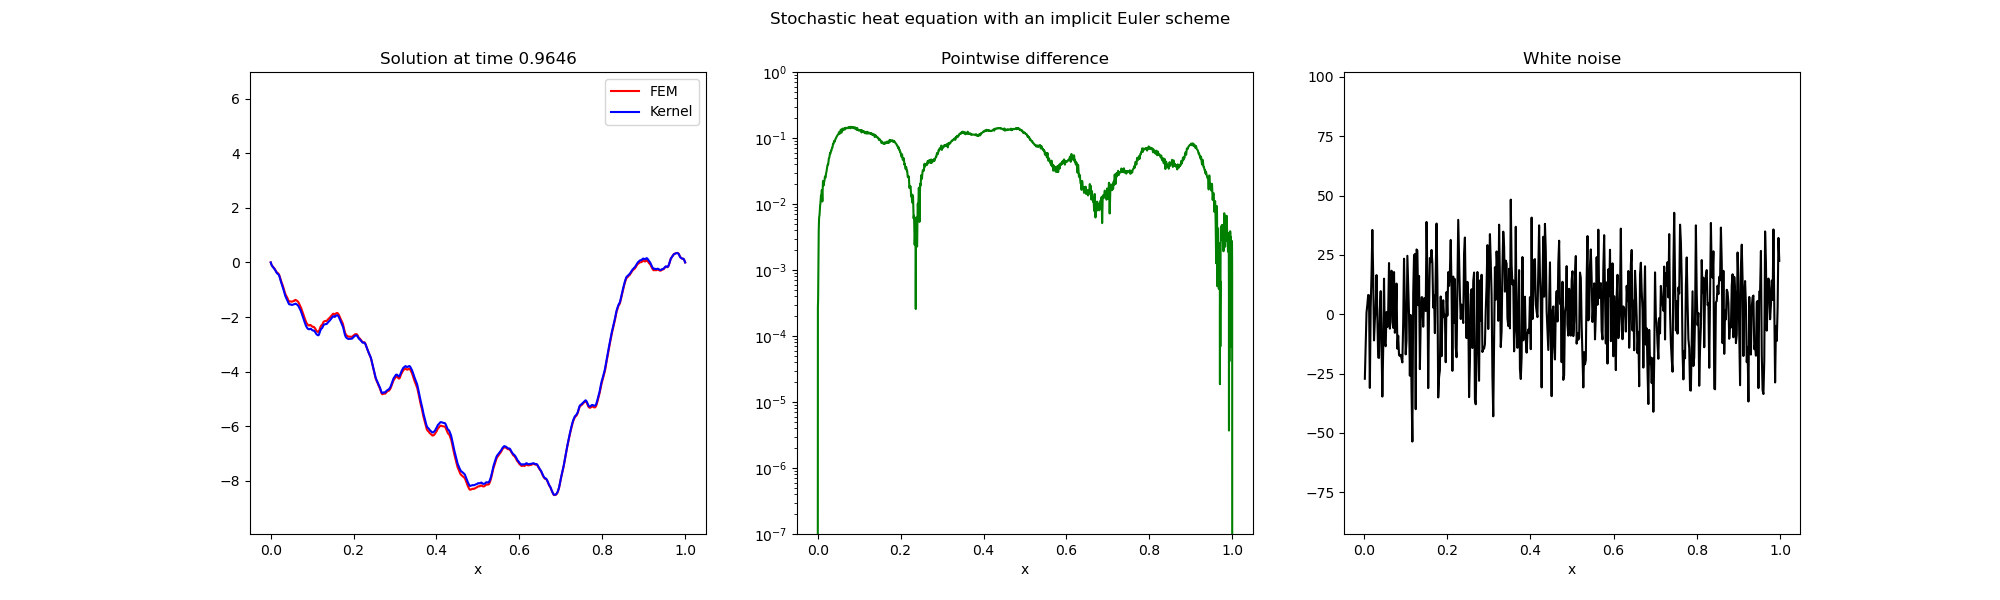 Stochastic heat equation with an implicit Euler scheme
Solution at time 0.9646
6
4
2
0
−2
−4
−6
−8
FEM
Kernel
0.0 0.2 0.4 0.6 0.8 1.0
x
Pointwise difference
10^0
10^−1
10^−2
10^−3
10^−4
10^−5
10^−6
10^−7
0.0 0.2 0.4 0.6 0.8 1.0
x
White noise
100
75
50
25
0
−25
−50
−75
0.0 0.2 0.4 0.6 0.8 1.0
x